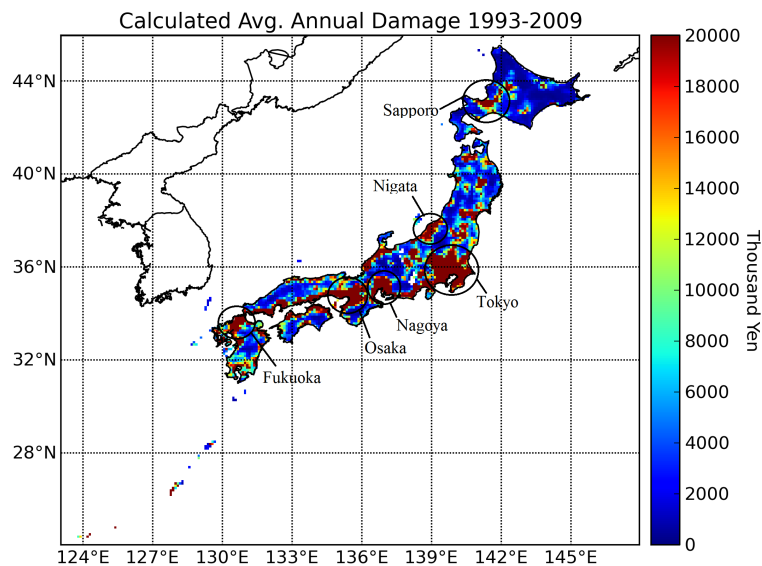 Calculated Avg. Annual Damage 1993-2009
44°N
40°N
36°N
32°N
28°N
124°E
127°E
130°E
133°E
136°E
139°E
142°E
145°E
Sapporo
Nigata
Tokyo
Nagoya
Osaka
Fukuoka
20000
18000
16000
14000
12000
10000
8000
6000
4000
2000
0
Thousand Yen